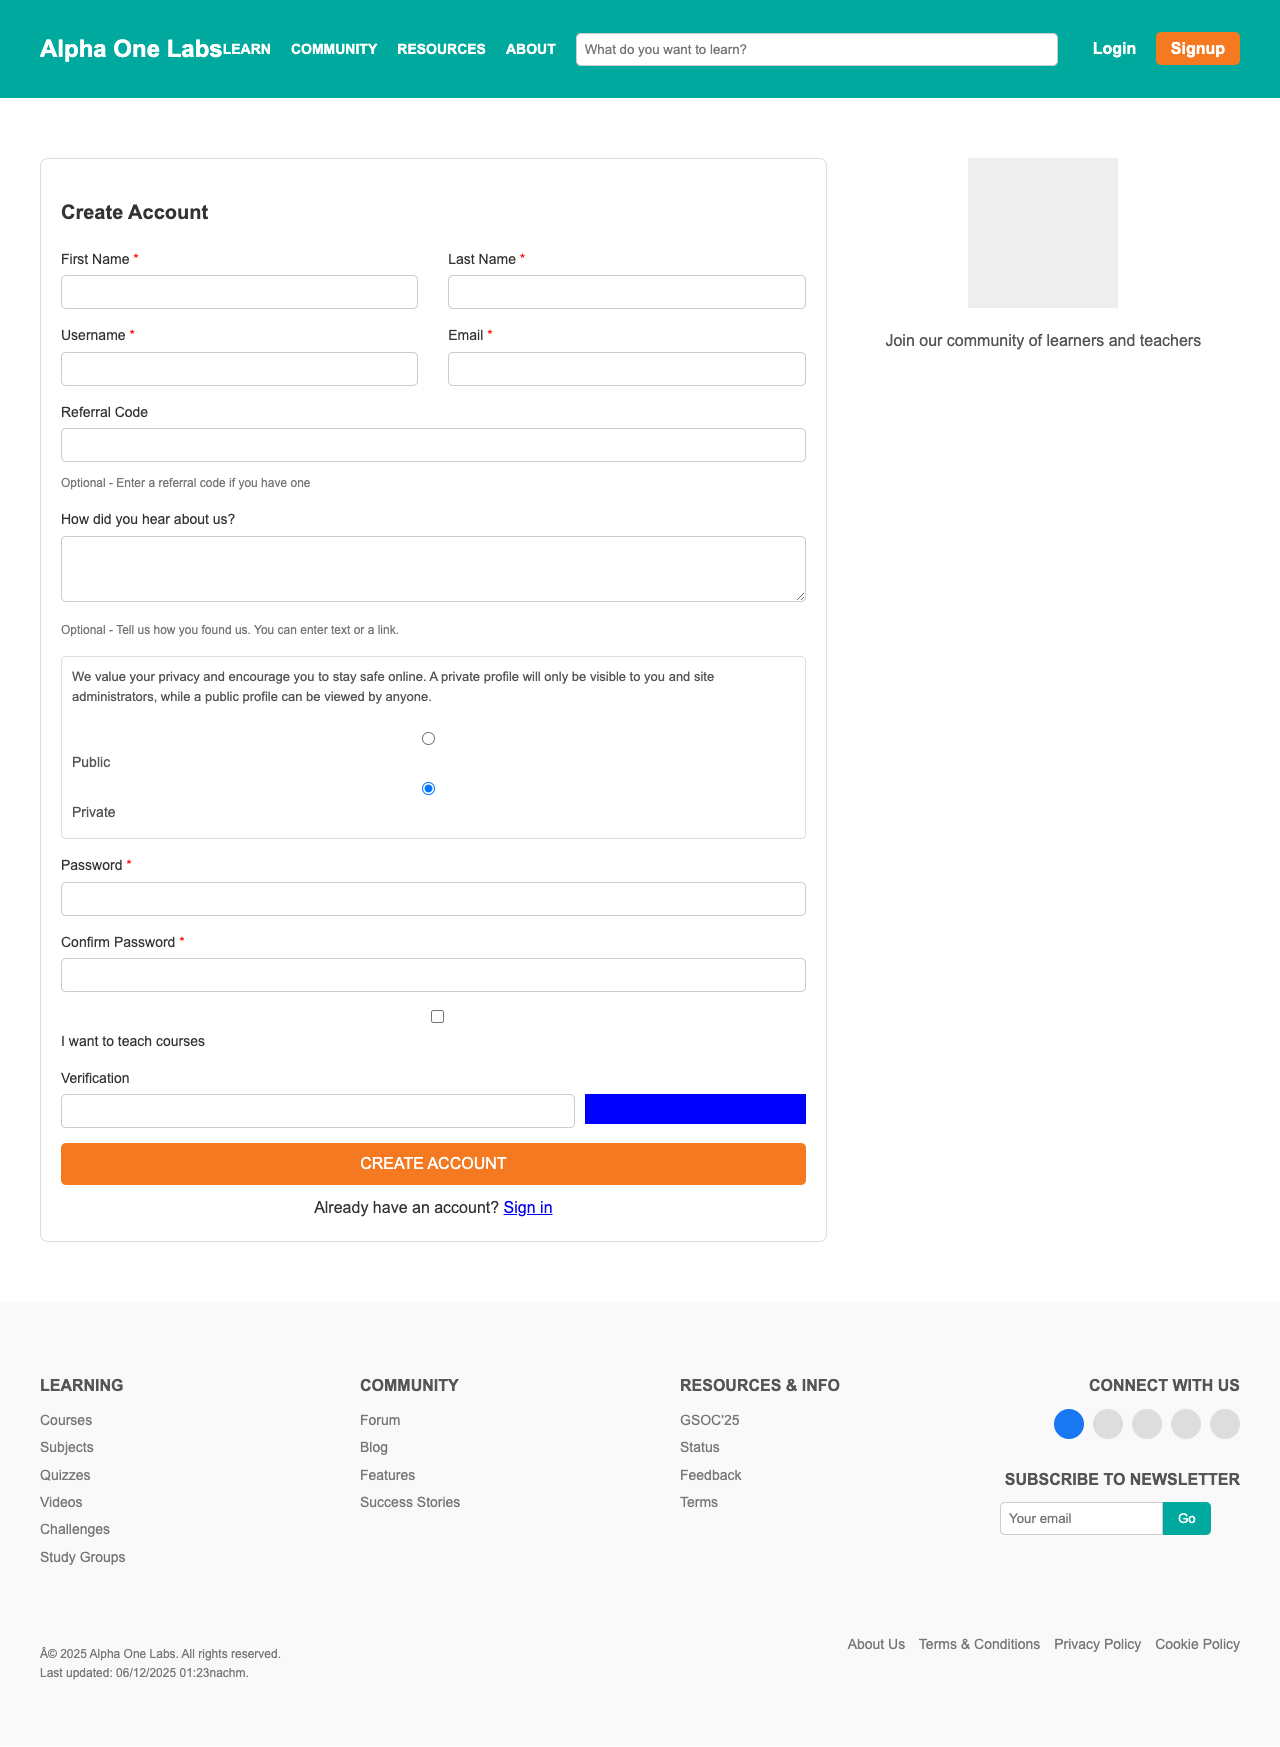 Alpha One Labs LEARN COMMUNITY RESOURCES ABOUT What do you want to learn? Login Signup
Create Account
First Name * Last Name *
Username * Email *
Referral Code
Optional - Enter a referral code if you have one
How did you hear about us?
Optional - Tell us how you found us. You can enter text or a link.
We value your privacy and encourage you to stay safe online. A private profile will only be visible to you and site
administrators, while a public profile can be viewed by anyone.
Public
Private
Password *
Confirm Password *
I want to teach courses
Verification
CREATE ACCOUNT
Already have an account? Sign in
Join our community of learners and teachers
LEARNING
Courses
Subjects
Quizzes
Videos
Challenges
Study Groups
COMMUNITY
Forum
Blog
Features
Success Stories
RESOURCES & INFO
GSOC'25
Status
Feedback
Terms
CONNECT WITH US
SUBSCRIBE TO NEWSLETTER
Your email Go
Â© 2025 Alpha One Labs. All rights reserved.
Last updated: 06/12/2025 01:23nachm.
About Us Terms & Conditions Privacy Policy Cookie Policy